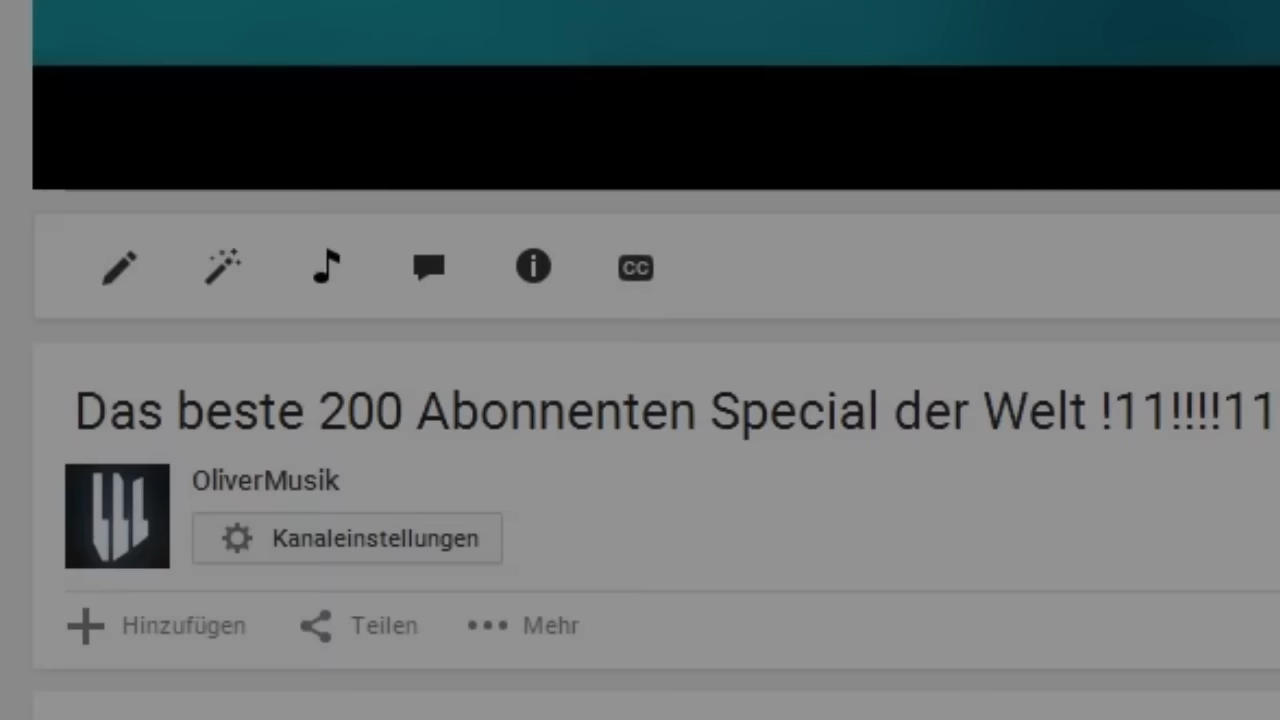 CC
Das beste 200 Abonnenten Special der Welt !11!!!!11
OliverMusik
Kanaleinstellungen
Hinzufügen Teilen Mehr